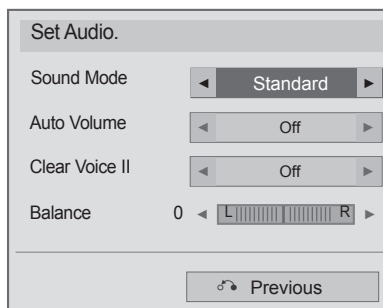 Set Audio.
Sound Mode ◄ Standard ►
Auto Volume ◄ Off ►
Clear Voice II ◄ Off ►
Balance 0 ◄ L R ►
Previous